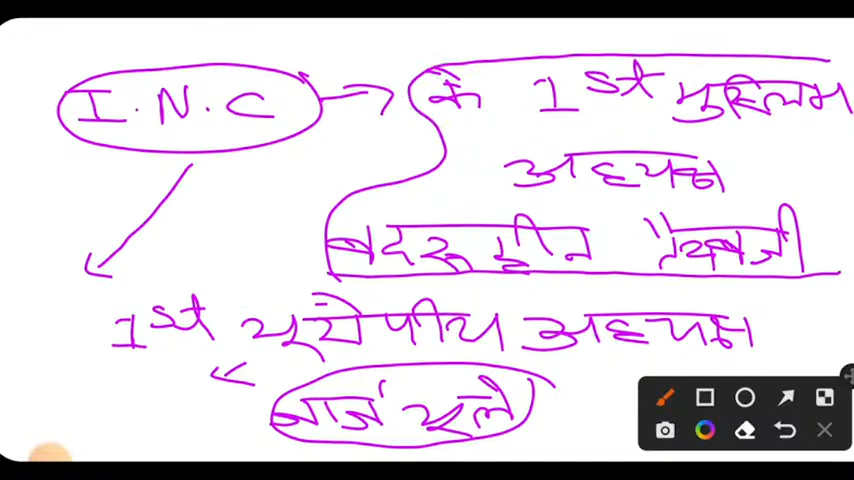 I.N.C → के 1st मुस्लिम
अध्यक्ष
बदरूद्दीन तैय्यबजी
1st यूरोपीय अध्यक्ष
जार्ज यूले